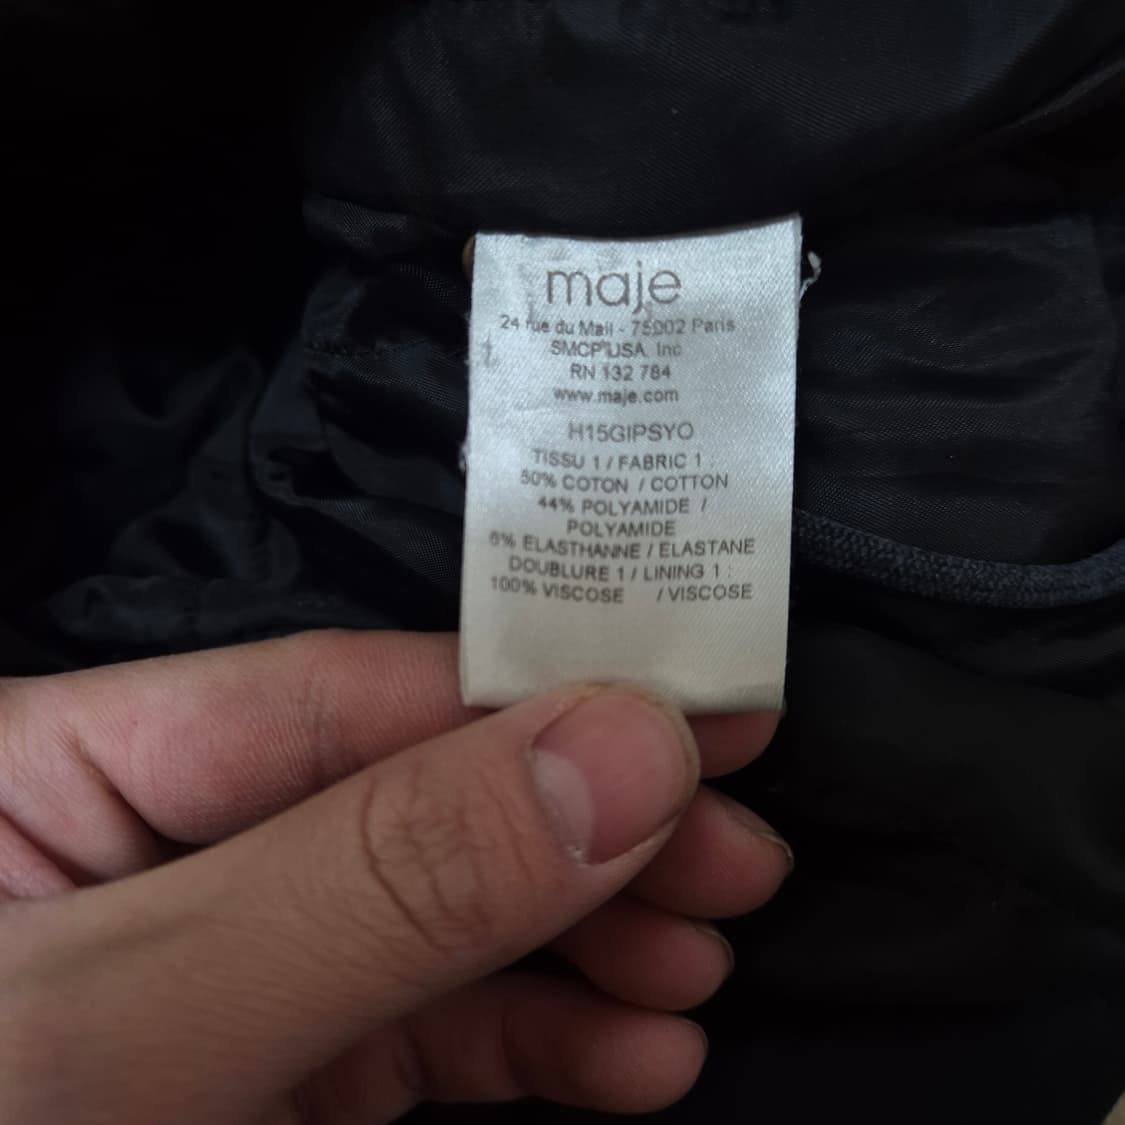 maje
24 rue du Mail - 75002 Paris
SMCP USA Inc
RN 132 784
www.maje.com
H15GIPSYO
TISSU 1 / FABRIC 1 :
50% COTON / COTTON
44% POLYAMIDE /
POLYAMIDE
6% ELASTHANNE / ELASTANE
DOUBLURE 1 / LINING 1 :
100% VISCOSE / VISCOSE